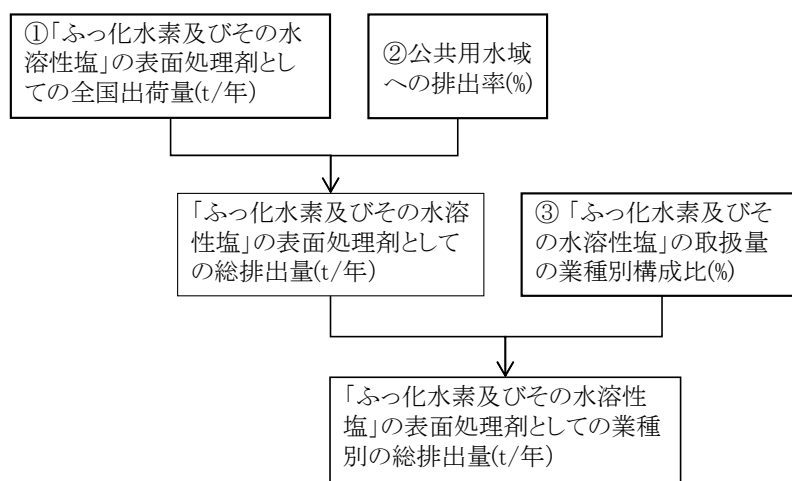 ①「ふっ化水素及びその水
溶性塩」の表面処理剤とし
ての全国出荷量(t/年)
②公共用水域
への排出率(%)
「ふっ化水素及びその水溶
性塩」の表面処理剤として
の総排出量(t/年)
③ 「ふっ化水素及びそ
の水溶性塩」の取扱量
の業種別構成比(%)
「ふっ化水素及びその水溶性
塩」の表面処理剤としての業種
別の総排出量(t/年)